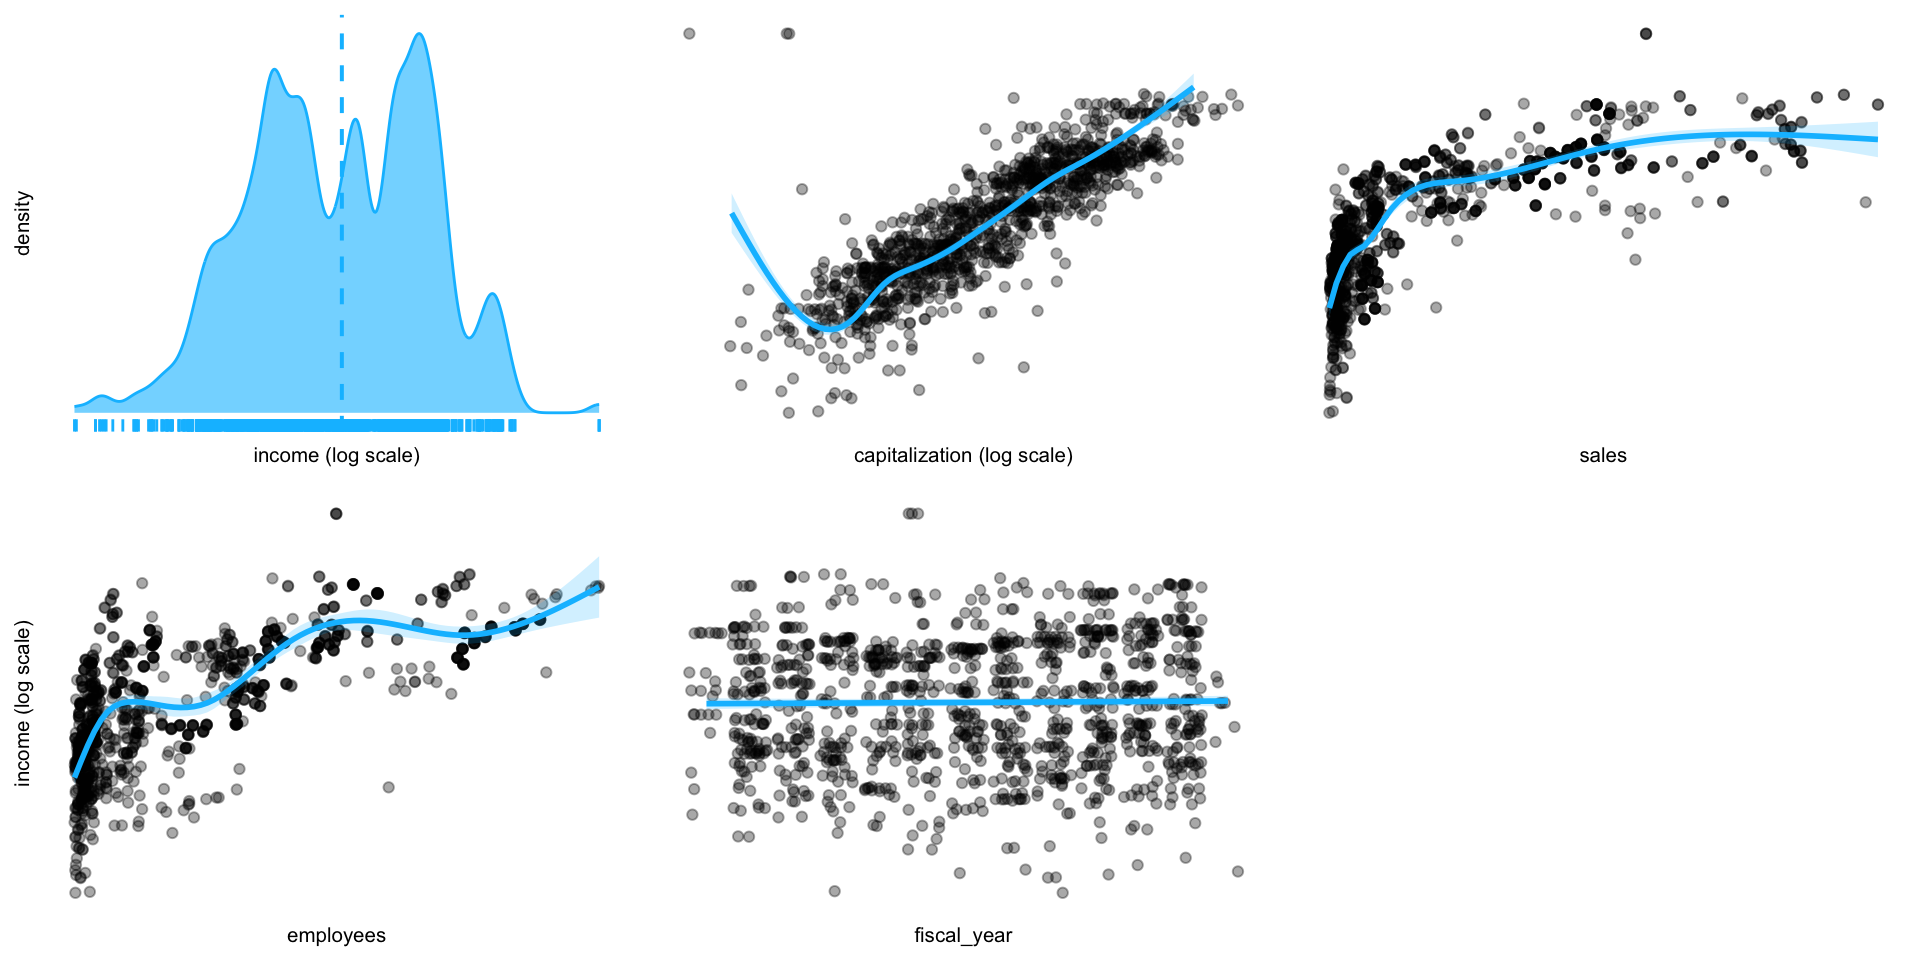 density
income (log scale)
capitalization (log scale)
sales
income (log scale)
employees
fiscal_year